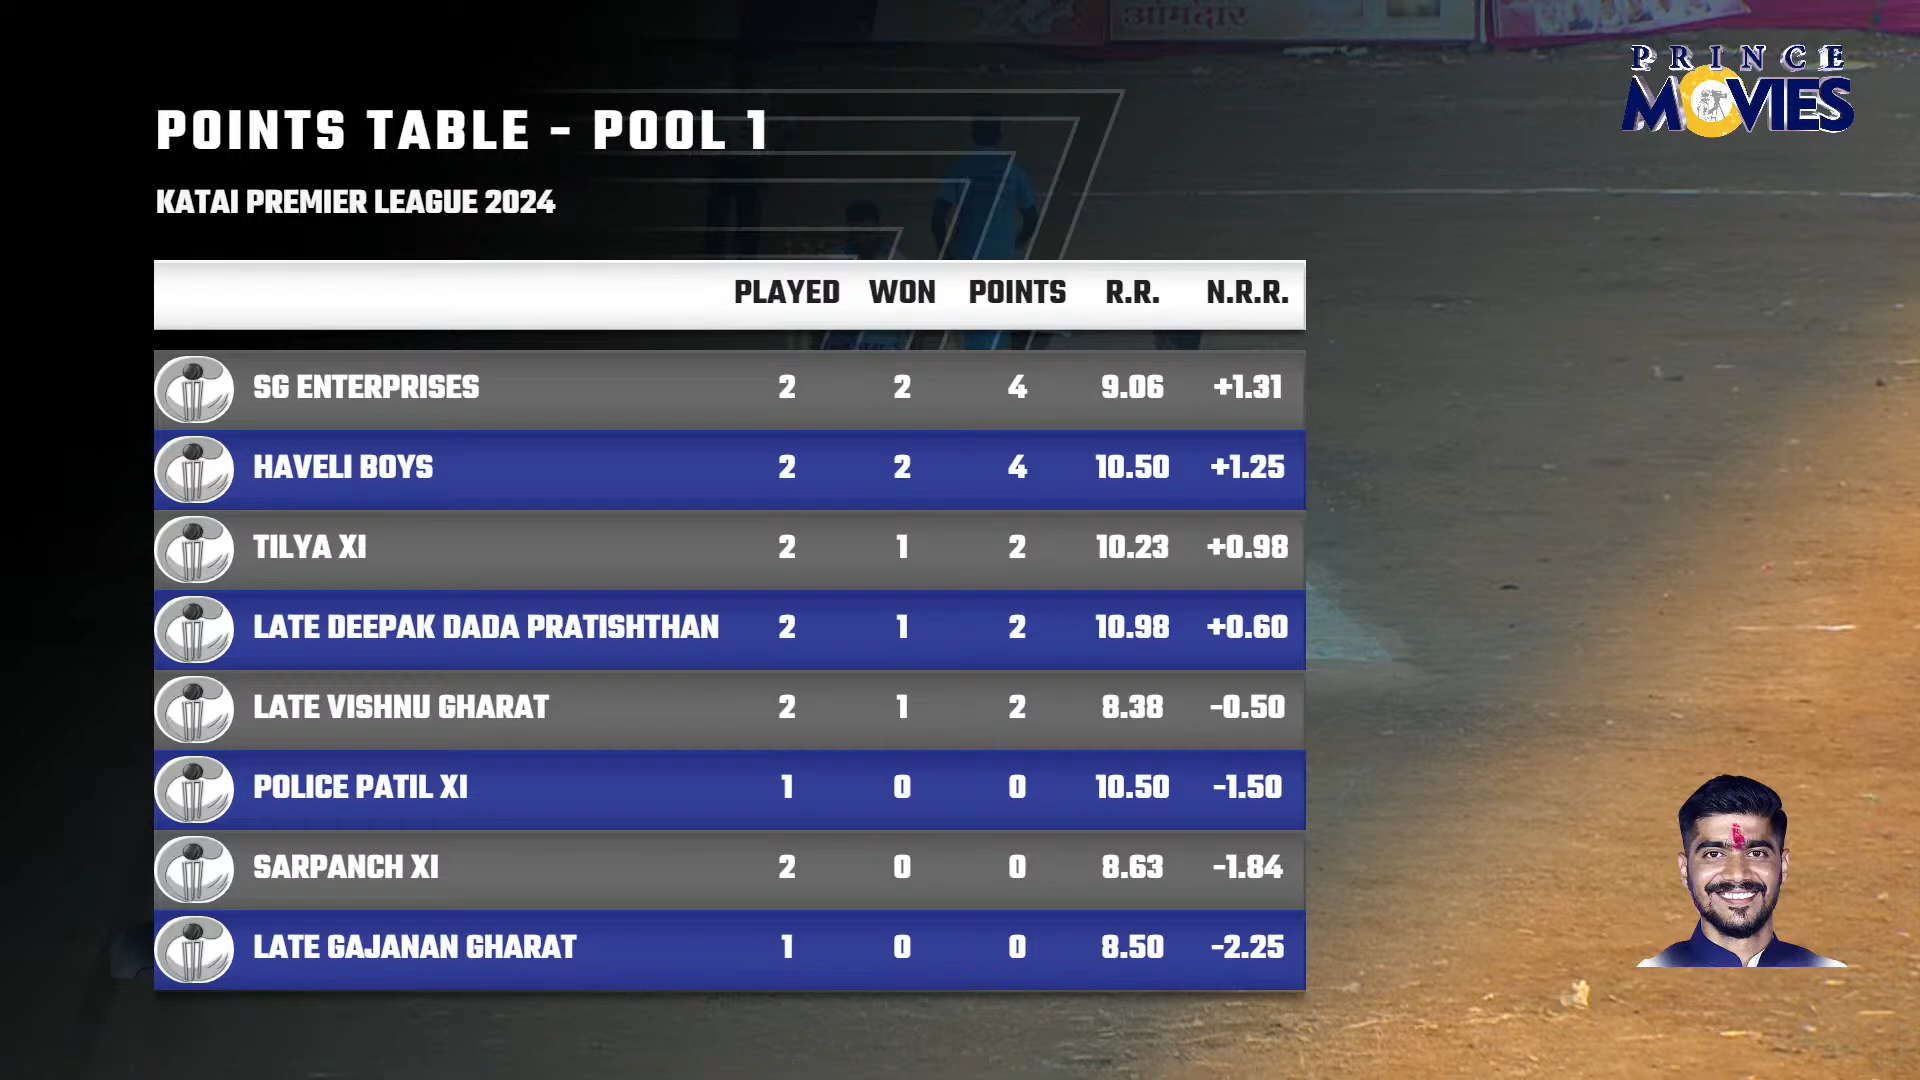 आमदार
PRINCE
MOVIES
POINTS TABLE - POOL 1
KATAI PREMIER LEAGUE 2024
PLAYED WON POINTS R.R. N.R.R.
SG ENTERPRISES 2 2 4 9.06 +1.31
HAVELI BOYS 2 2 4 10.50 +1.25
TILYA XI 2 1 2 10.23 +0.98
LATE DEEPAK DADA PRATISHTHAN 2 1 2 10.98 +0.60
LATE VISHNU GHARAT 2 1 2 8.38 -0.50
POLICE PATIL XI 1 0 0 10.50 -1.50
SARPANCH XI 2 0 0 8.63 -1.84
LATE GAJANAN GHARAT 1 0 0 8.50 -2.25